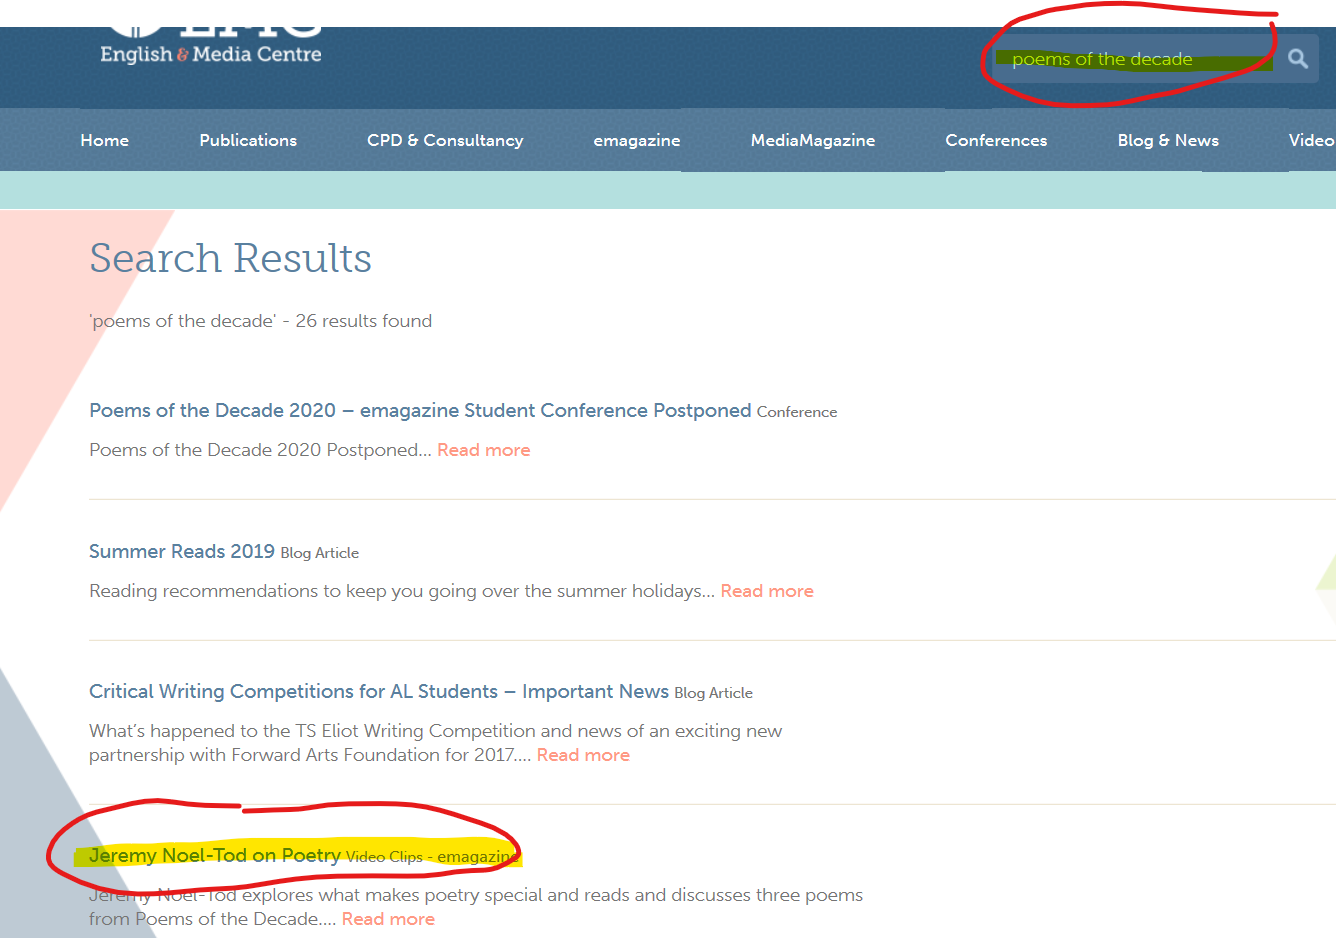 EMC
English & Media Centre
poems of the decade
Home Publications CPD & Consultancy emagazine MediaMagazine Conferences Blog & News Video
Search Results
'poems of the decade' - 26 results found
Poems of the Decade 2020 – emagazine Student Conference Postponed Conference
Poems of the Decade 2020 Postponed... Read more
Summer Reads 2019 Blog Article
Reading recommendations to keep you going over the summer holidays... Read more
Critical Writing Competitions for AL Students – Important News Blog Article
What's happened to the TS Eliot Writing Competition and news of an exciting new
partnership with Forward Arts Foundation for 2017.... Read more
Jeremy Noel-Tod on Poetry Video Clips - emagazine
Jeremy Noel-Tod explores what makes poetry special and reads and discusses three poems
from Poems of the Decade.... Read more